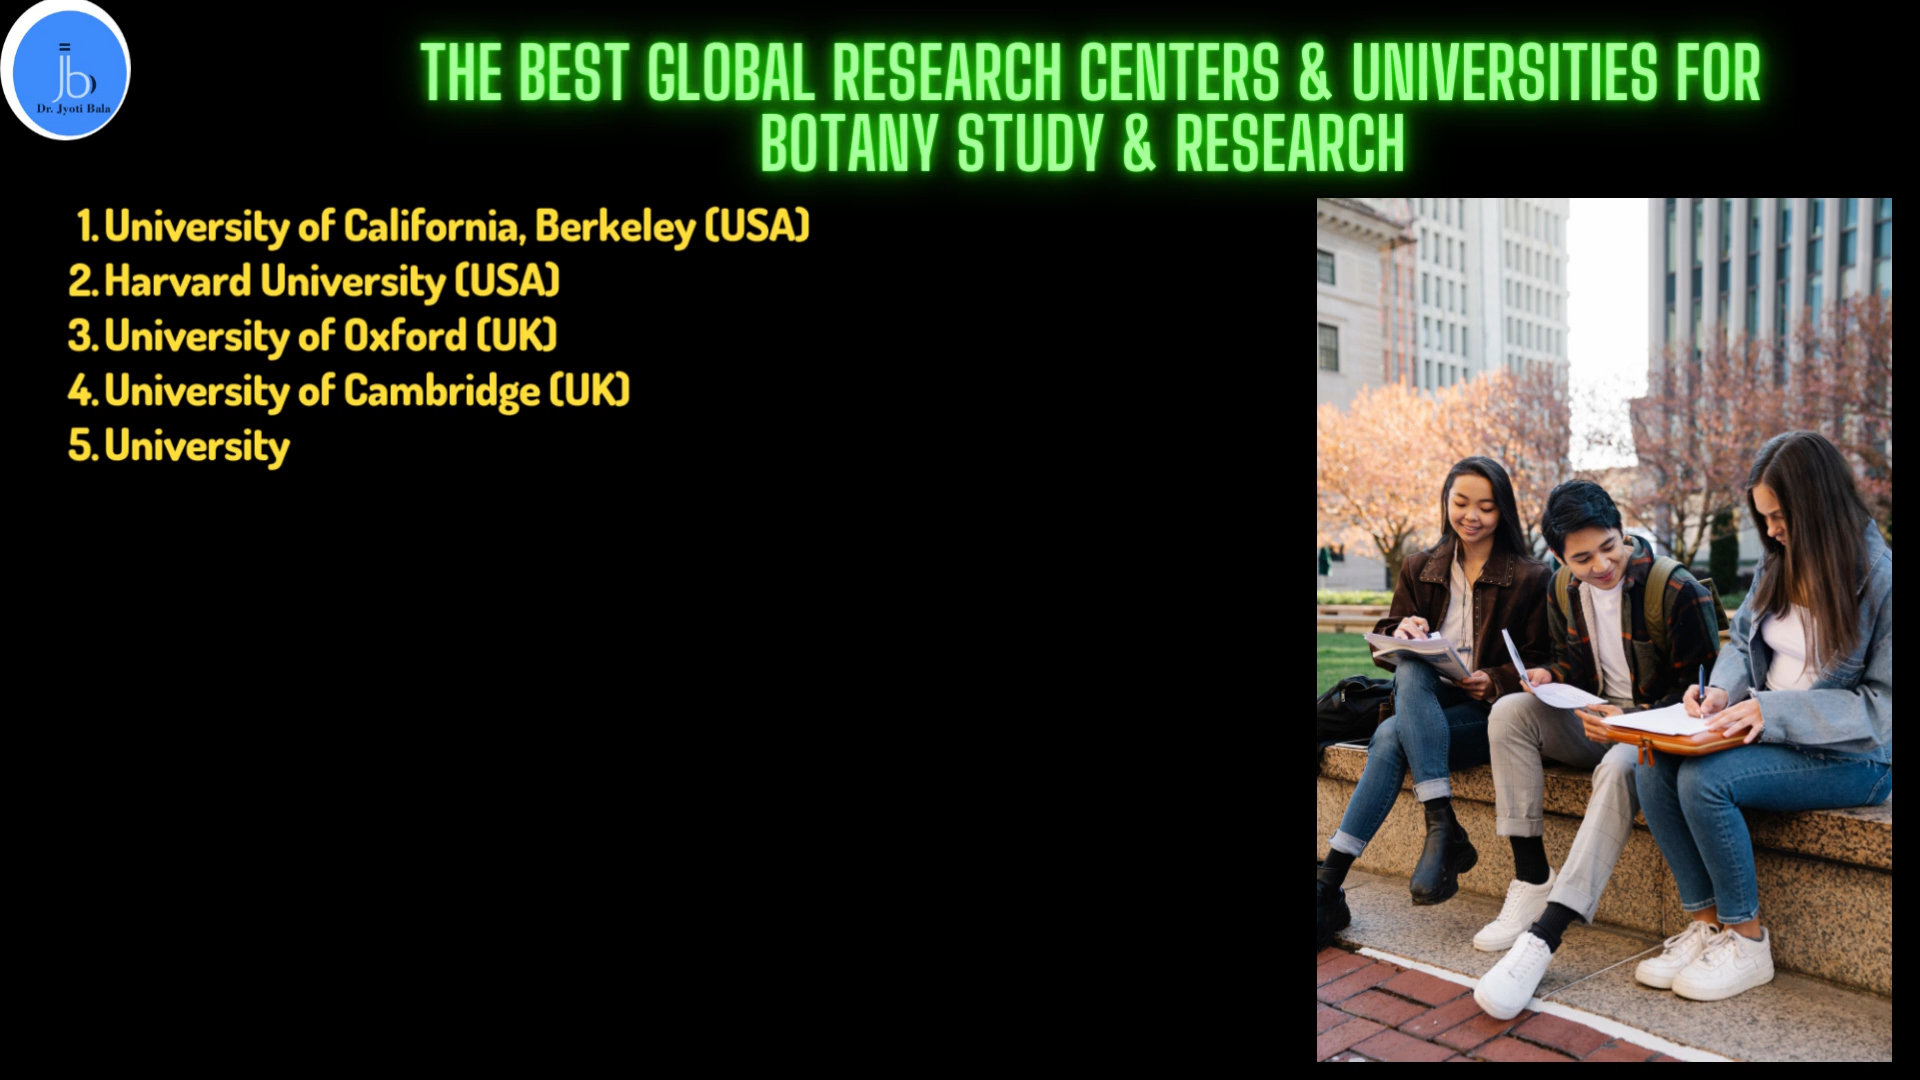 Jb
Dr. Jyoti Bala
THE BEST GLOBAL RESEARCH CENTERS & UNIVERSITIES FOR
BOTANY STUDY & RESEARCH
1. University of California, Berkeley (USA)
2. Harvard University (USA)
3. University of Oxford (UK)
4. University of Cambridge (UK)
5. University